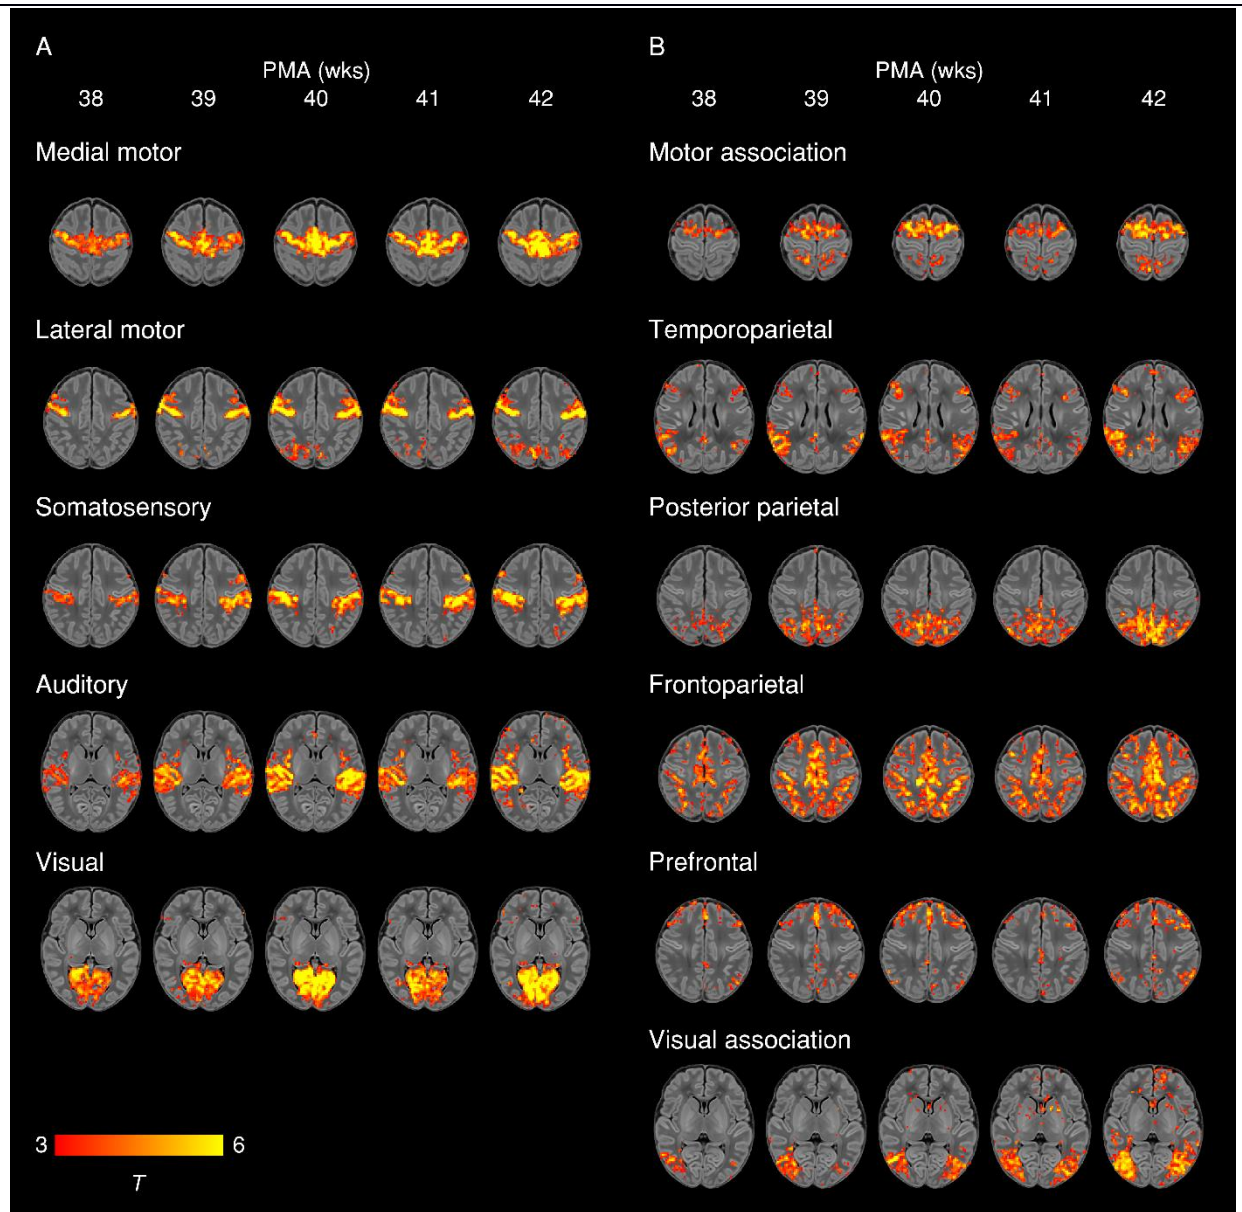 A
PMA (wks)
38 39 40 41 42
Medial motor
Lateral motor
Somatosensory
Auditory
Visual
3 6
T
B
PMA (wks)
38 39 40 41 42
Motor association
Temporoparietal
Posterior parietal
Frontoparietal
Prefrontal
Visual association